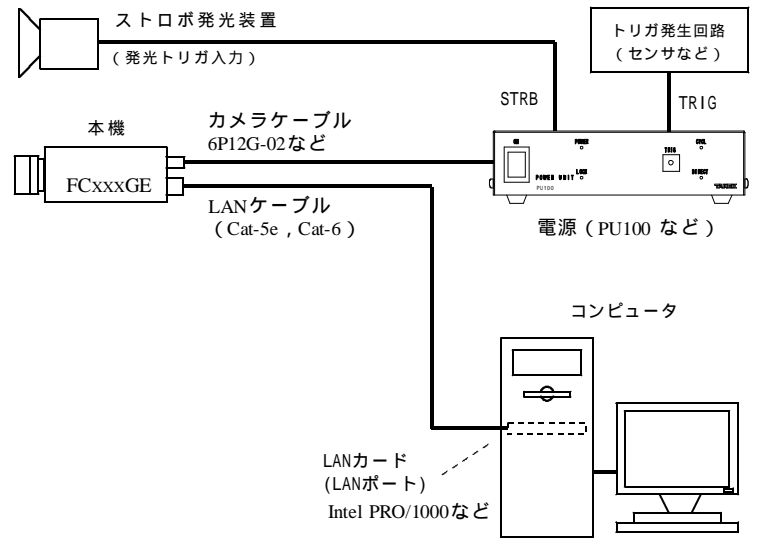 ストロボ発光装置
（発光トリガ入力）
トリガ発生回路
（センサなど）
STRB
TRIG
本機
カメラケーブル
6P12G-02など
FCxxxGE
LANケーブル
（Cat-5e，Cat-6）
ON
POWER
LOCK
POWER UNIT
PU100
TRIG
DIRECT
電源（PU100 など）
コンピュータ
LANカード
(LANポート)
Intel PRO/1000など